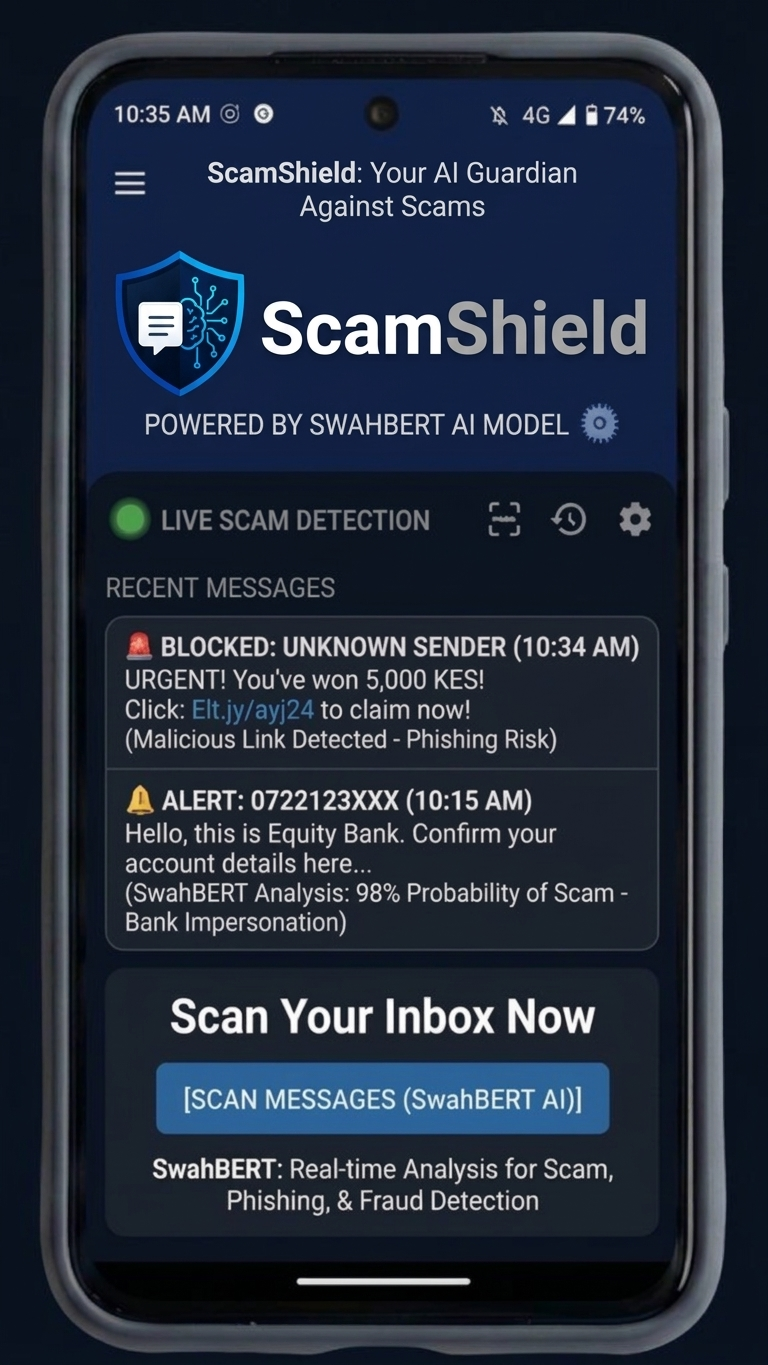 10:35 AM 4G 74%
ScamShield: Your AI Guardian
Against Scams
ScamShield
POWERED BY SWAHBERT AI MODEL
LIVE SCAM DETECTION
RECENT MESSAGES
🚨 BLOCKED: UNKNOWN SENDER (10:34 AM)
URGENT! You've won 5,000 KES!
Click: Elt.jy/ayj24 to claim now!
(Malicious Link Detected - Phishing Risk)
🔔 ALERT: 0722123XXX (10:15 AM)
Hello, this is Equity Bank. Confirm your
account details here...
(SwahBERT Analysis: 98% Probability of Scam -
Bank Impersonation)
Scan Your Inbox Now
[SCAN MESSAGES (SwahBERT AI)]
SwahBERT: Real-time Analysis for Scam,
Phishing, & Fraud Detection